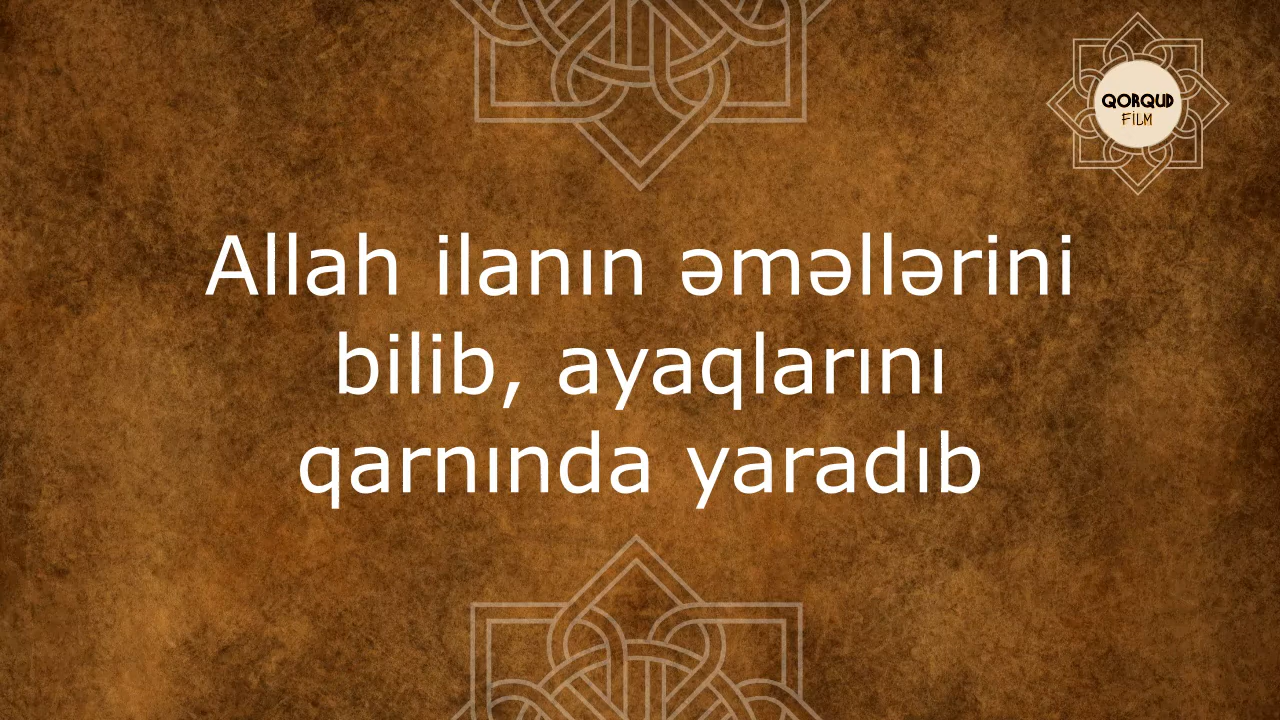 QORQUD
FİLM
Allah ilanın əməllərini
bilib, ayaqlarını
qarnında yaradıb